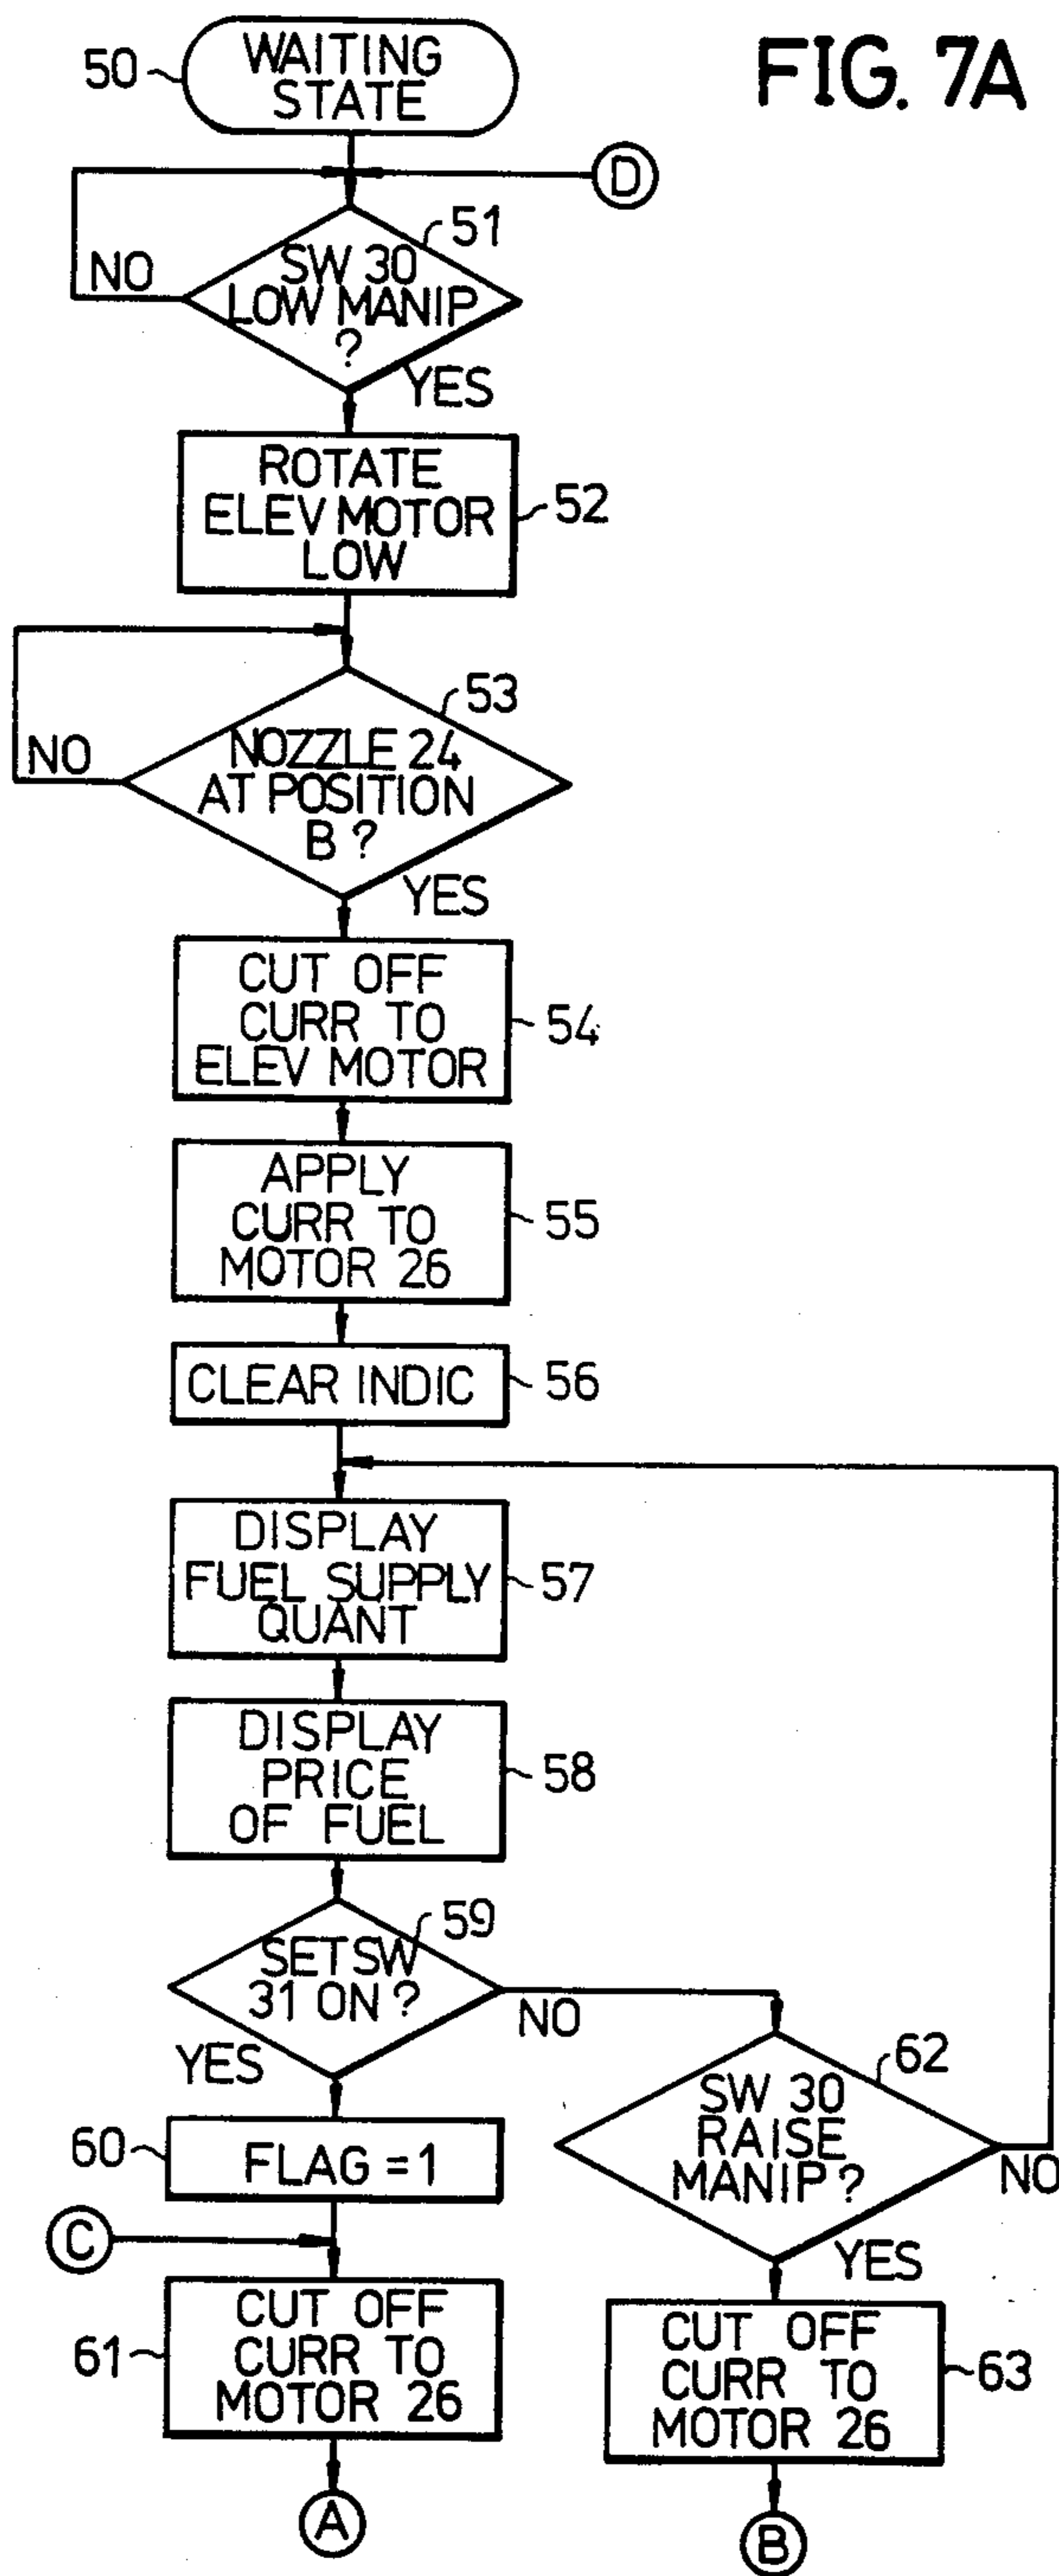 FIG. 7A
50
WAITING
STATE
D
51
SW 30
LOW MANIP
?
NO
YES
ROTATE
ELEV MOTOR
LOW
52
53
NOZZLE 24
AT POSITION
B ?
NO
YES
CUT OFF
CURR TO
ELEV MOTOR
54
APPLY
CURR TO
MOTOR 26
55
CLEAR INDIC
56
DISPLAY
FUEL SUPPLY
QUANT
57
DISPLAY
PRICE
OF FUEL
58
59
SET SW
31 ON ?
NO
YES
62
SW 30
RAISE
MANIP ?
NO
YES
60
FLAG = 1
C
61
CUT OFF
CURR TO
MOTOR 26
CUT OFF
CURR TO
MOTOR 26
63
A
B